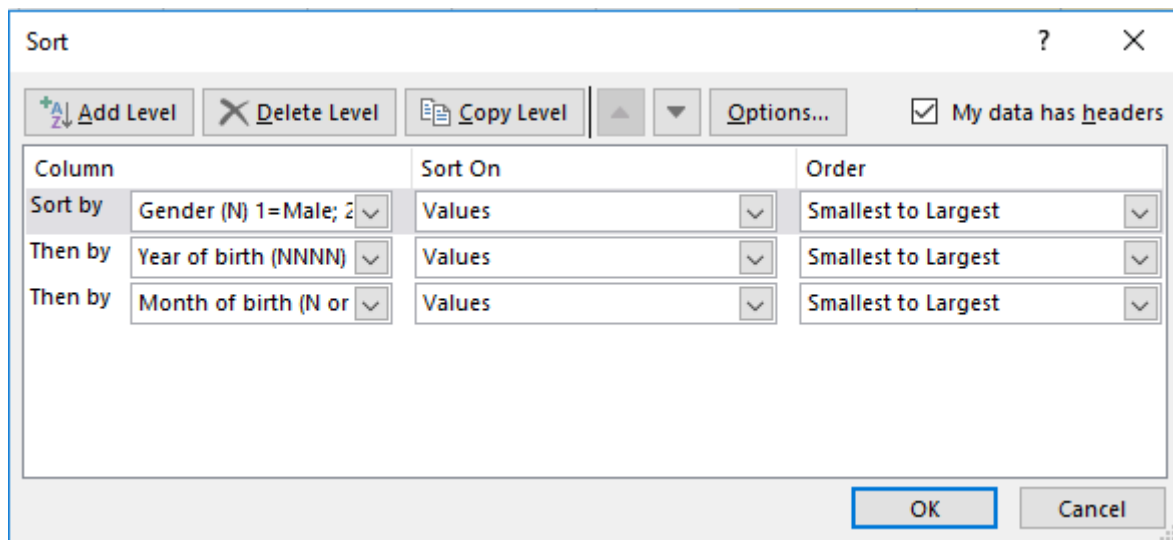 Sort ?
Add Level Delete Level Copy Level Options... My data has headers
Column Sort On Order
Sort by Gender (N) 1=Male; 2 Values Smallest to Largest
Then by Year of birth (NNNN) Values Smallest to Largest
Then by Month of birth (N or Values Smallest to Largest
OK Cancel